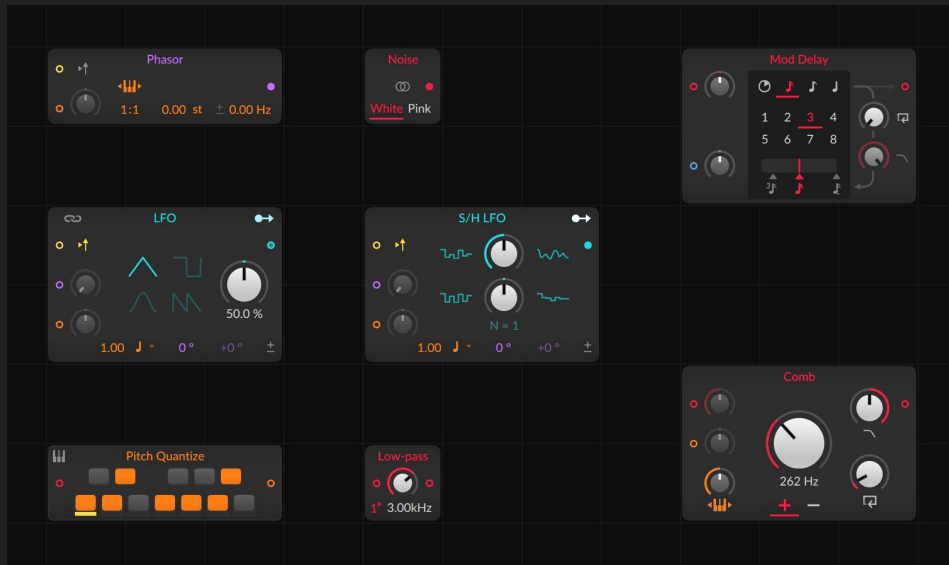 Phasor
1:1 0.00 st ± 0.00 Hz
Noise
White Pink
Mod Delay
1 2 3 4
5 6 7 8
3
LFO
50.0 %
1.00 0° +0° ±
S/H LFO
N = 1
1.00 0° +0° ±
Pitch Quantize
Low-pass
1P 3.00kHz
Comb
262 Hz
+ −